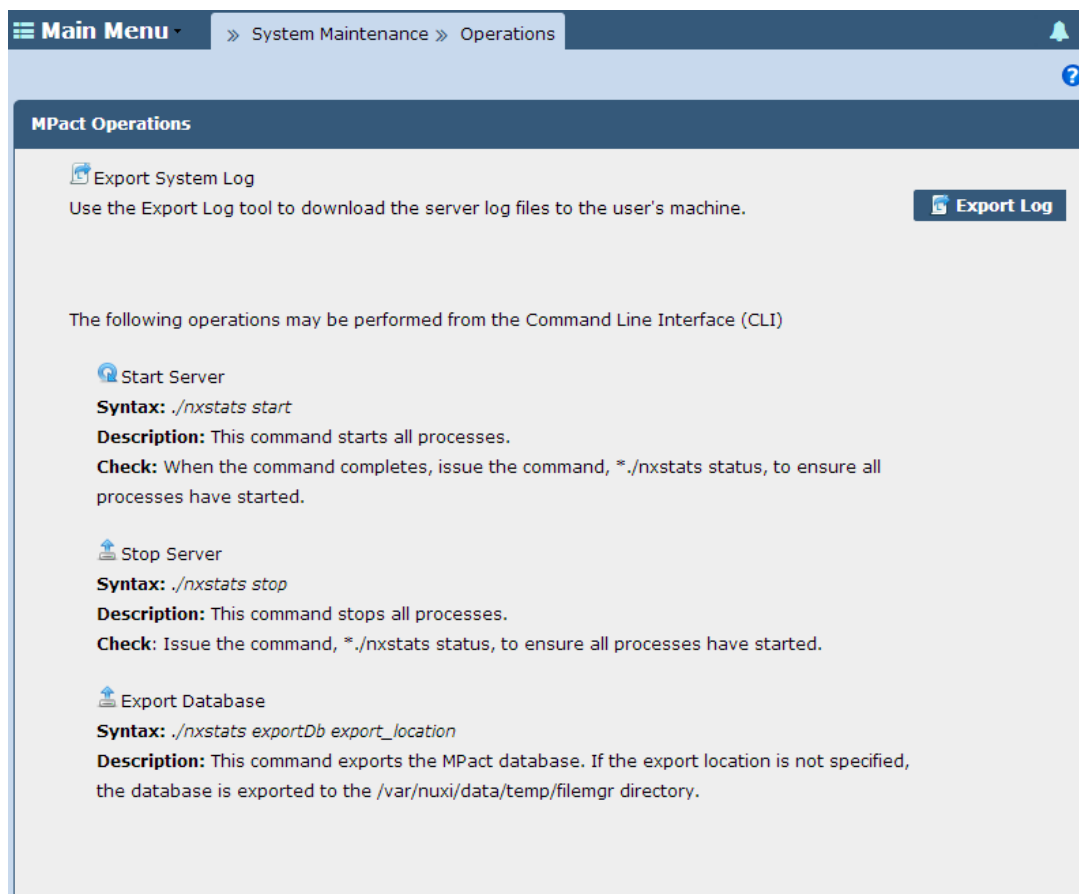 Main Menu
» System Maintenance » Operations
?
MPact Operations
Export System Log
Use the Export Log tool to download the server log files to the user's machine.
Export Log
The following operations may be performed from the Command Line Interface (CLI)
Start Server
Syntax: ./nxstats start
Description: This command starts all processes.
Check: When the command completes, issue the command, *./nxstats status, to ensure all
processes have started.
Stop Server
Syntax: ./nxstats stop
Description: This command stops all processes.
Check: Issue the command, *./nxstats status, to ensure all processes have started.
Export Database
Syntax: ./nxstats exportDb export_location
Description: This command exports the MPact database. If the export location is not specified,
the database is exported to the /var/nuxi/data/temp/filemgr directory.